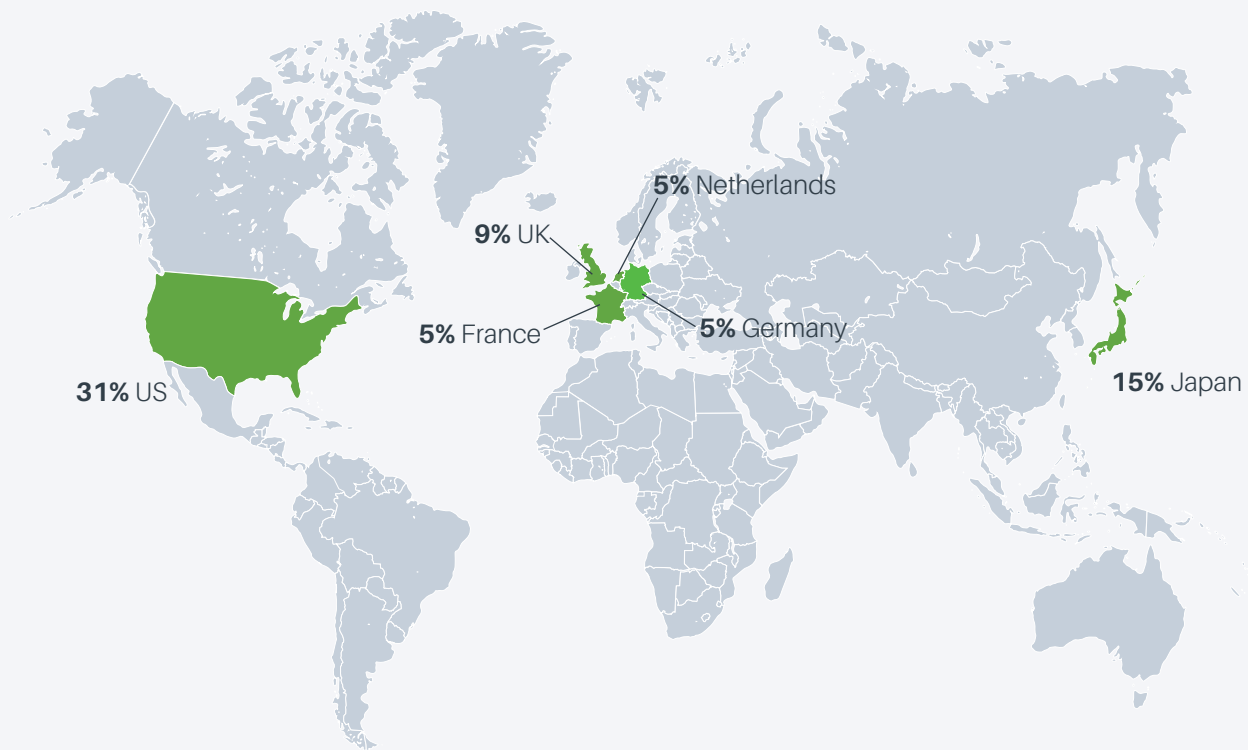 5% Netherlands
9% UK
5% France
5% Germany
31% US
15% Japan